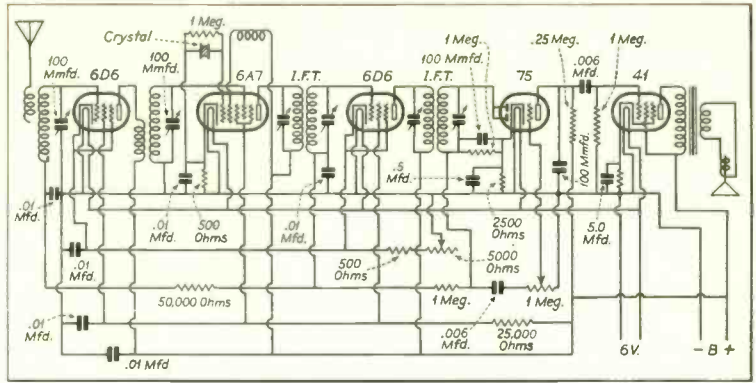 1 Meg.
Crystal
100
Mmfd.
6D6
100
Mmfd.
6A7
I.F.T.
6D6
1 Meg.
100 Mmfd.
I.F.T.
75
.25 Meg.
.006
Mfd.
1 Meg.
41
.01
Mfd.
.01
Mfd.
500
Ohms
.01
Mfd.
.5
Mfd.
2500
Ohms
100 Mmfd.
5.0
Mfd.
.01
Mfd.
500
Ohms
5000
Ohms
50,000 Ohms
1 Meg.
.006
Mfd.
1 Meg.
.01
Mfd.
.01 Mfd
25,000
Ohms
6V.
- B +